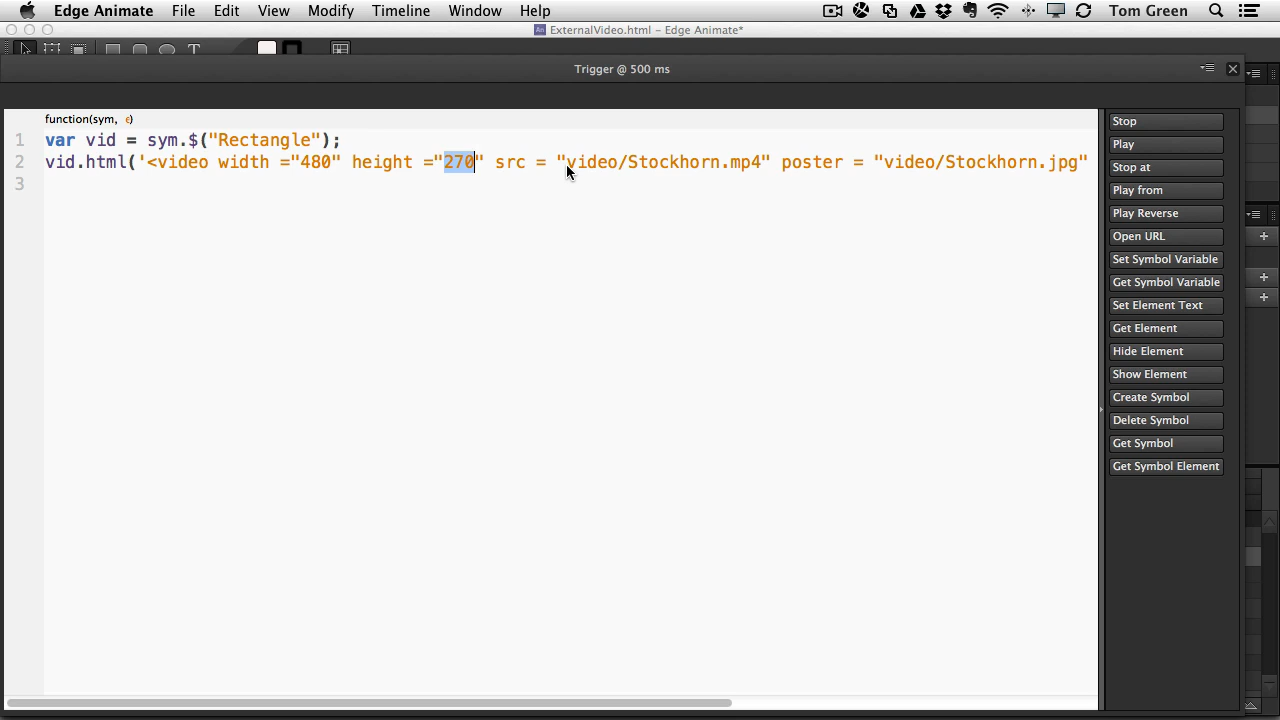 Edge Animate File Edit View Modify Timeline Window Help Tom Green
ExternalVideo.html - Edge Animate*
Trigger @ 500 ms
function(sym, e)
1 var vid = sym.$("Rectangle");
2 vid.html('<video width ="480" height ="270" src = "video/Stockhorn.mp4" poster = "video/Stockhorn.jpg"
3
Stop
Play
Stop at
Play from
Play Reverse
Open URL
Set Symbol Variable
Get Symbol Variable
Set Element Text
Get Element
Hide Element
Show Element
Create Symbol
Delete Symbol
Get Symbol
Get Symbol Element